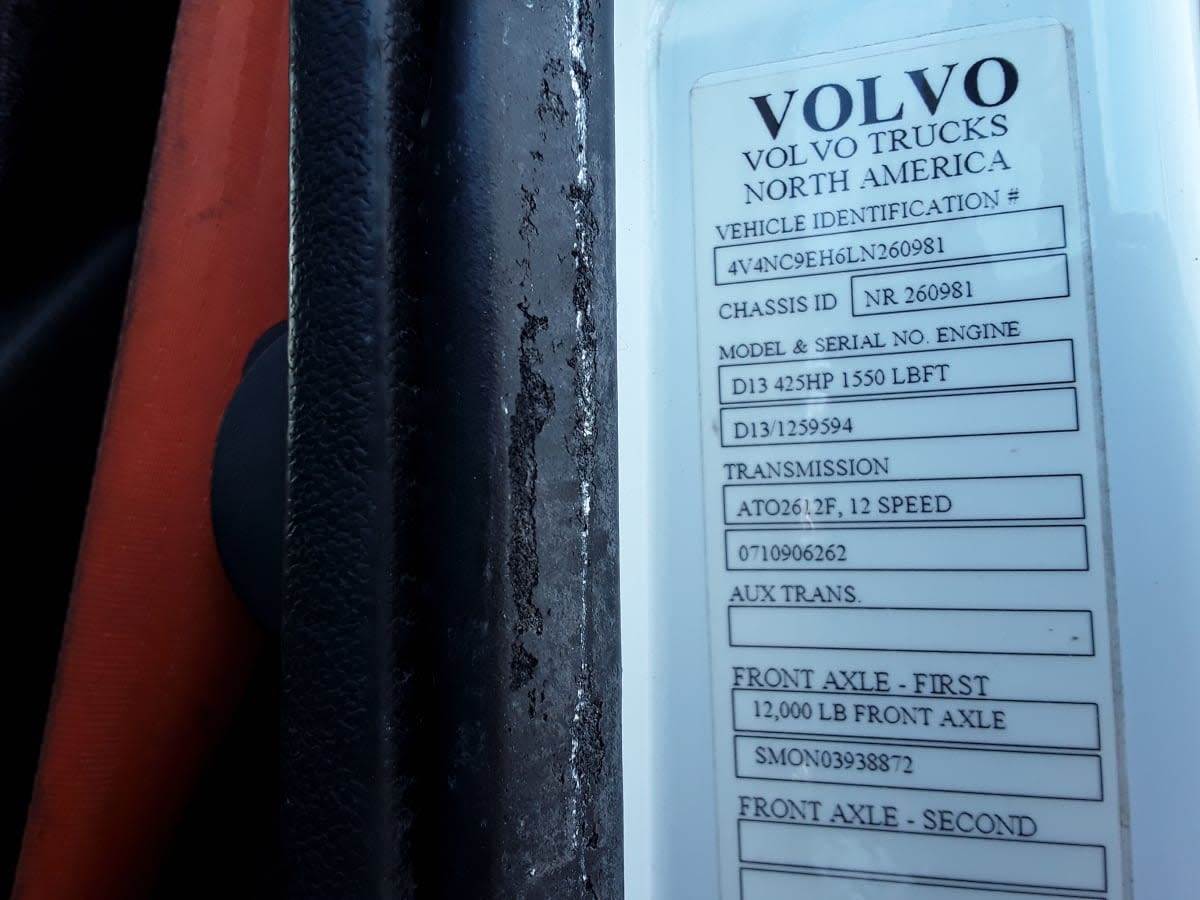 VOLVO
VOLVO TRUCKS
NORTH AMERICA
VEHICLE IDENTIFICATION #
4V4NC9EH6LN260981
CHASSIS ID NR 260981
MODEL & SERIAL NO. ENGINE
D13 425HP 1550 LBFT
D13/1259594
TRANSMISSION
ATO2612F, 12 SPEED
0710906262
AUX TRANS.
FRONT AXLE - FIRST
12,000 LB FRONT AXLE
SMON03938872
FRONT AXLE - SECOND